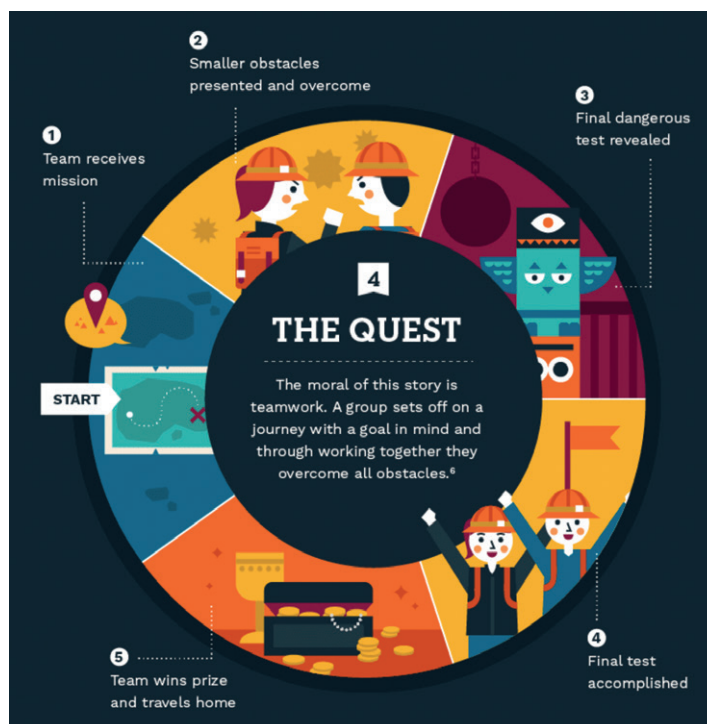 2
Smaller obstacles
presented and overcome
3
Final dangerous
test revealed
1
Team receives
mission
4
THE QUEST
START
The moral of this story is
teamwork. A group sets off on a
journey with a goal in mind and
through working together they
overcome all obstacles.⁶
4
Final test
accomplished
5
Team wins prize
and travels home